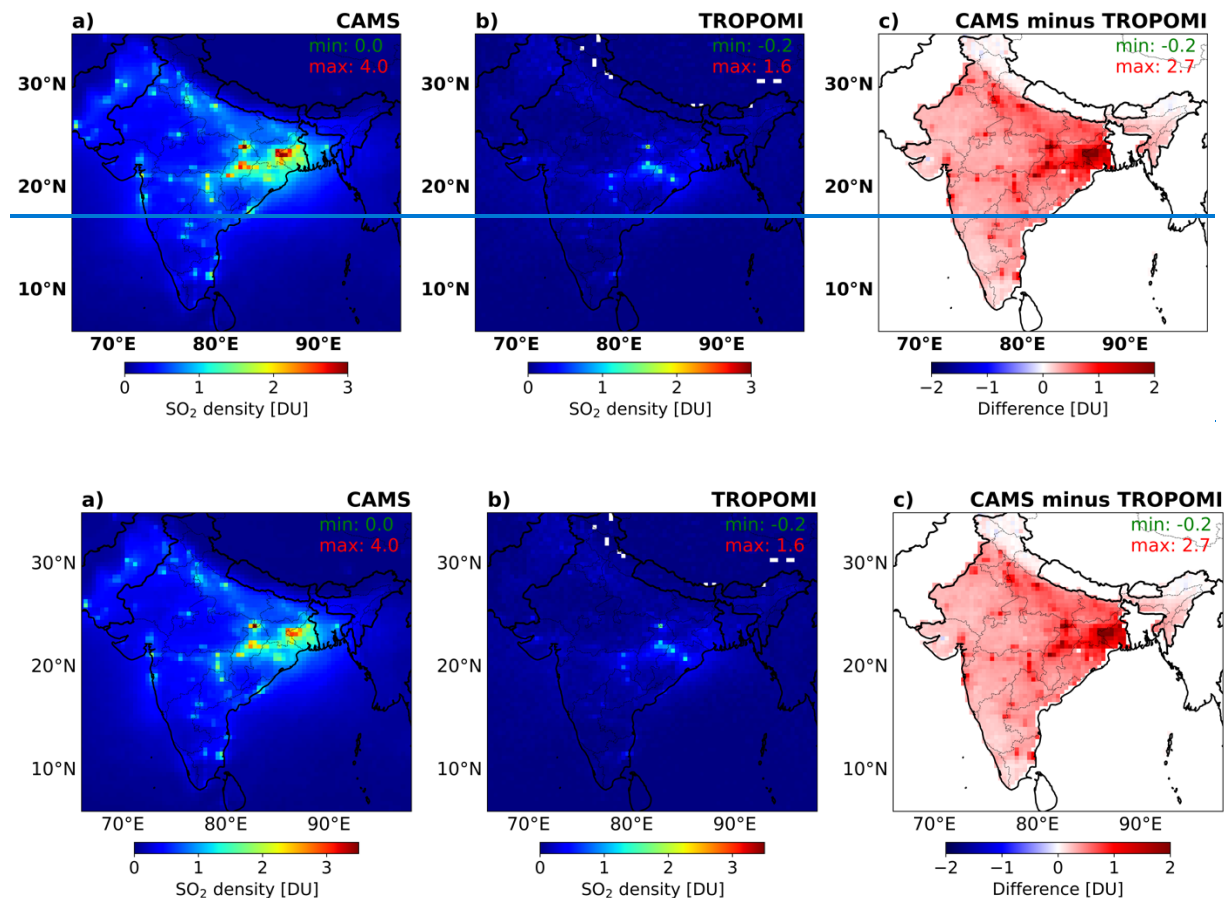 a) CAMS
min: 0.0
max: 4.0
30°N
20°N
10°N
70°E 80°E 90°E
0 1 2 3
SO₂ density [DU]
b) TROPOMI
min: -0.2
max: 1.6
70°E 80°E 90°E
0 1 2 3
SO₂ density [DU]
c) CAMS minus TROPOMI
min: -0.2
max: 2.7
30°N
20°N
10°N
70°E 80°E 90°E
−2 −1 0 1 2
Difference [DU]
a) CAMS
min: 0.0
max: 4.0
30°N
20°N
10°N
70°E 80°E 90°E
0 1 2 3
SO₂ density [DU]
b) TROPOMI
min: -0.2
max: 1.6
30°N
20°N
10°N
70°E 80°E 90°E
0 1 2 3
SO₂ density [DU]
c) CAMS minus TROPOMI
min: -0.2
max: 2.7
30°N
20°N
10°N
70°E 80°E 90°E
−2 −1 0 1 2
Difference [DU]